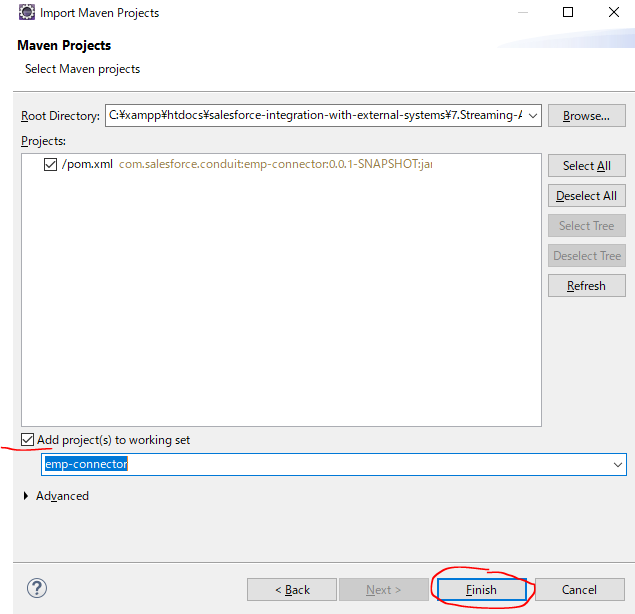 Import Maven Projects
Maven Projects
Select Maven projects
Root Directory: C:¥xampp¥htdocs¥salesforce-integration-with-external-systems¥7.Streaming-A Browse...
Projects:
/pom.xml com.salesforce.conduit:emp-connector:0.0.1-SNAPSHOT:jar
Select All
Deselect All
Select Tree
Deselect Tree
Refresh
Add project(s) to working set
emp-connector
Advanced
? < Back Next > Finish Cancel